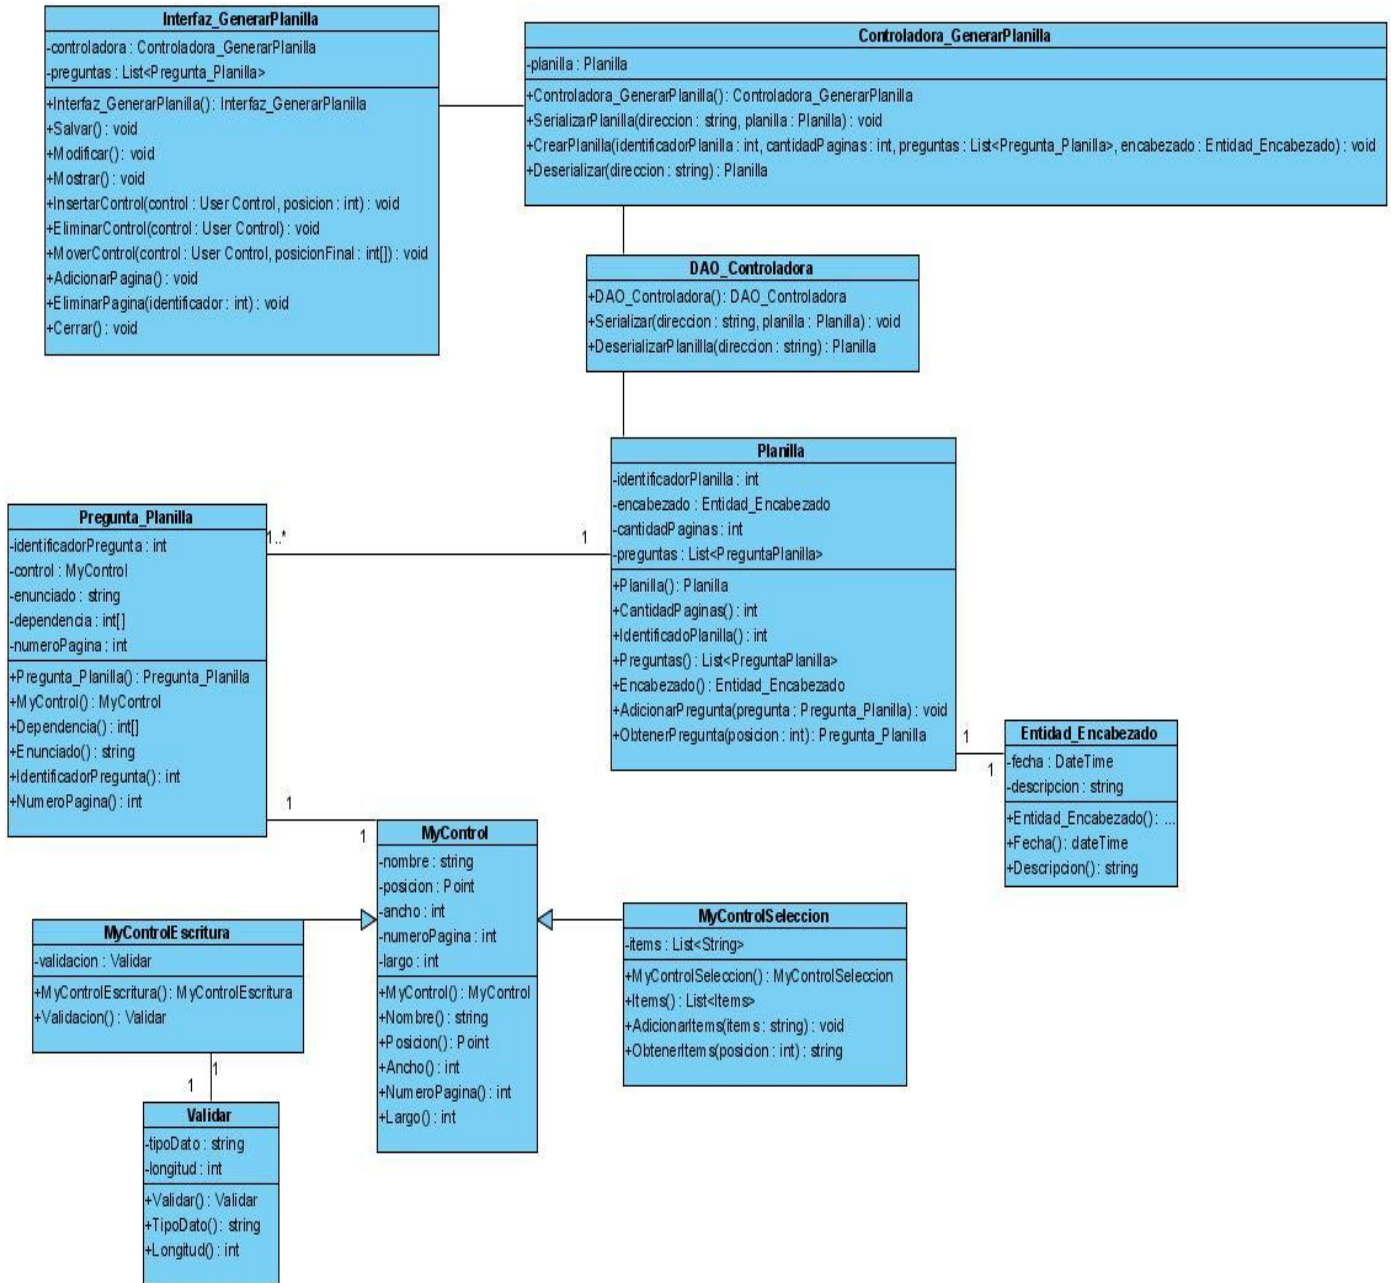 Interfaz_GenerarPlanilla
-controladora : Controladora_GenerarPlanilla
-preguntas : List<Pregunta_Planilla>
+Interfaz_GenerarPlanilla() : Interfaz_GenerarPlanilla
+Salvar() : void
+Modificar() : void
+Mostrar() : void
+InsertarControl(control : User Control, posicion : int) : void
+EliminarControl(control : User Control) : void
+MoverControl(control : User Control, posicionFinal : int[]) : void
+AdicionarPagina() : void
+EliminarPagina(identificador : int) : void
+Cerrar() : void
Controladora_GenerarPlanilla
-planilla : Planilla
+Controladora_GenerarPlanilla() : Controladora_GenerarPlanilla
+SerializarPlanilla(direccion : string, planilla : Planilla) : void
+CrearPlanilla(identificadorPlanilla : int, cantidadPaginas : int, preguntas : List<Pregunta_Planilla>, encabezado : Entidad_Encabezado) : void
+Deserializar(direccion : string) : Planilla
DAO_Controladora
+DAO_Controladora() : DAO_Controladora
+Serializar(direccion : string, planilla : Planilla) : void
+DeserializarPlanillla(direccion : string) : Planilla
Planilla
-identificadorPlanilla : int
-encabezado : Entidad_Encabezado
-cantidadPaginas : int
-preguntas : List<PreguntaPlanilla>
+Planilla() : Planilla
+CantidadPaginas() : int
+IdentificadoPlanilla() : int
+Preguntas() : List<PreguntaPlanilla>
+Encabezado() : Entidad_Encabezado
+AdicionarPregunta(pregunta : Pregunta_Planilla) : void
+ObtenerPregunta(posicion : int) : Pregunta_Planilla
1..*
1
Pregunta_Planilla
-identificadorPregunta : int
-control : MyControl
-enunciado : string
-dependencia : int[]
-numeroPagina : int
+Pregunta_Planilla() : Pregunta_Planilla
+MyControl() : MyControl
+Dependencia() : int[]
+Enunciado() : string
+IdentificadorPregunta() : int
+NumeroPagina() : int
1
1
Entidad_Encabezado
-fecha : DateTime
-descripcion : string
+Entidad_Encabezado() : ...
+Fecha() : dateTime
+Descripcion() : string
1
1
MyControl
-nombre : string
-posicion : Point
-ancho : int
-numeroPagina : int
-largo : int
+MyControl() : MyControl
+Nombre() : string
+Posicion() : Point
+Ancho() : int
+NumeroPagina() : int
+Largo() : int
MyControlEscritura
-validacion : Validar
+MyControlEscritura() : MyControlEscritura
+Validacion() : Validar
MyControlSeleccion
-items : List<String>
+MyControlSeleccion() : MyControlSeleccion
+Items() : List<Items>
+AdicionarItems(items : string) : void
+ObtenerItems(posicion : int) : string
1
1
Validar
-tipoDato : string
-longitud : int
+Validar() : Validar
+TipoDato() : string
+Longitud() : int